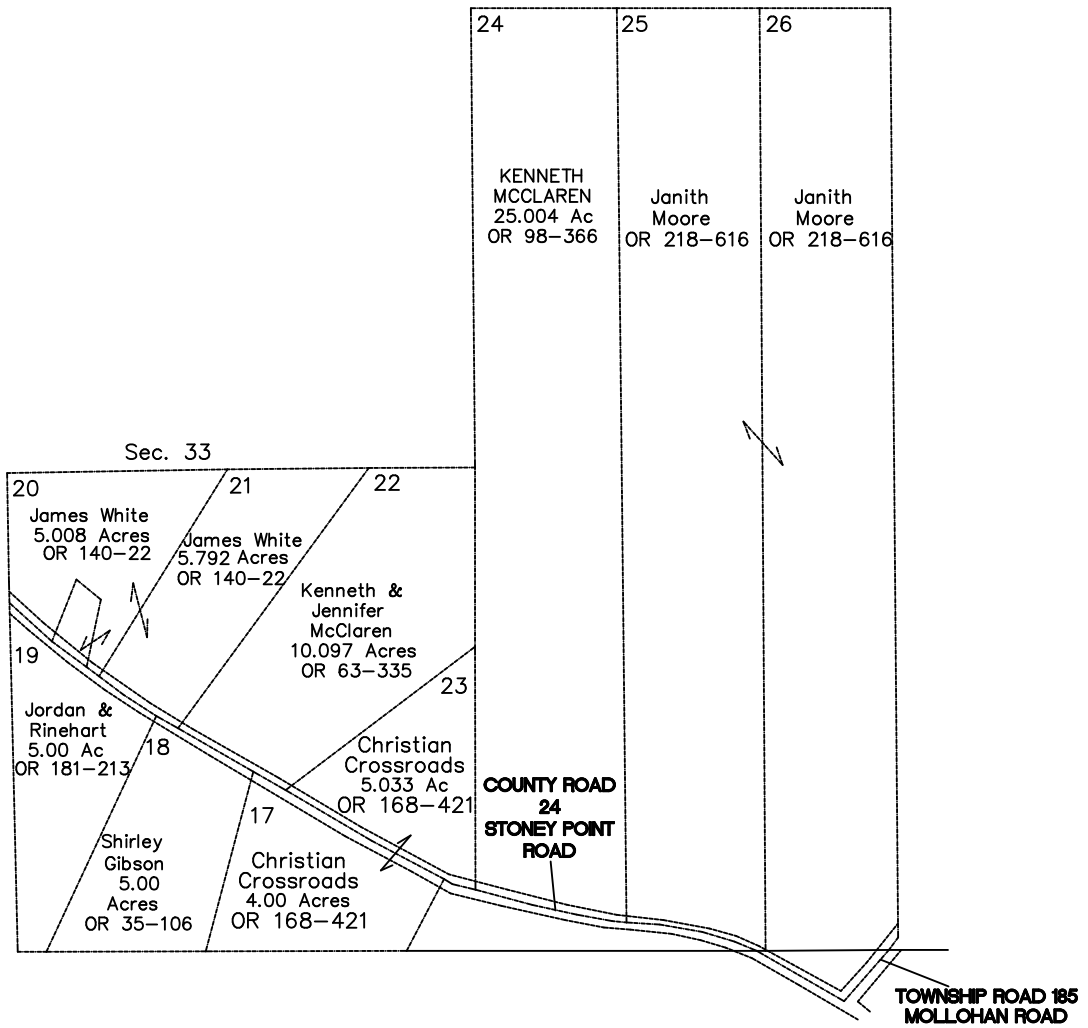 24
25
26
KENNETH
MCCLAREN
25.004 Ac
OR 98-366
Janith
Moore
OR 218-616
Janith
Moore
OR 218-616
Sec. 33
20
21
22
James White
5.008 Acres
OR 140-22
James White
5.792 Acres
OR 140-22
Kenneth &
Jennifer
McClaren
10.097 Acres
OR 63-335
19
23
Jordan &
Rinehart
5.00 Ac
OR 181-213
18
Christian
Crossroads
5.033 Ac
OR 168-421
COUNTY ROAD
24
STONEY POINT
ROAD
17
Shirley
Gibson
5.00
Acres
OR 35-106
Christian
Crossroads
4.00 Acres
OR 168-421
TOWNSHIP ROAD 185
MOLLOHAN ROAD